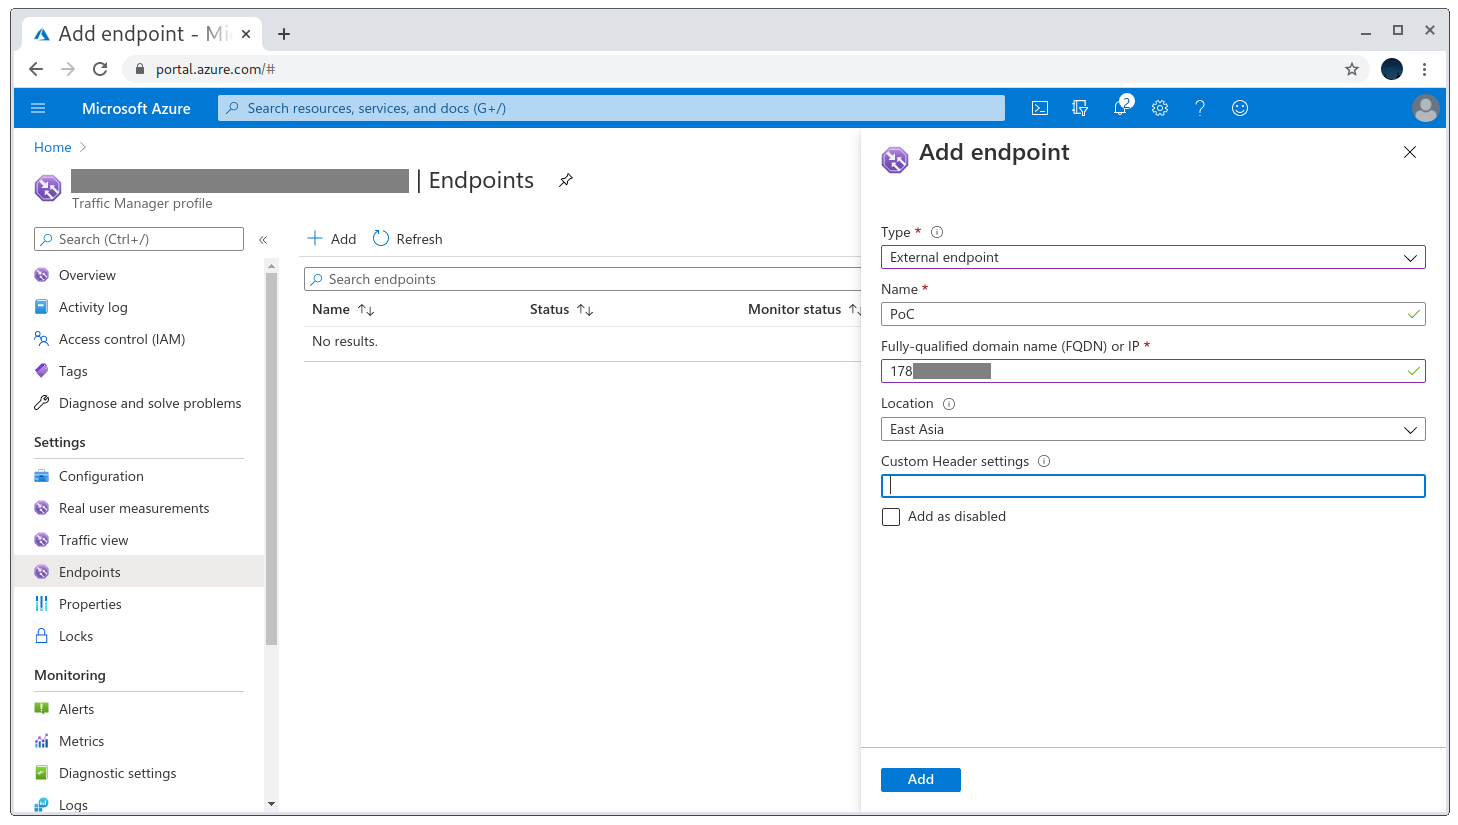 Add endpoint - Mi
portal.azure.com/#
Microsoft Azure
Search resources, services, and docs (G+/)
2
Home
| Endpoints
Traffic Manager profile
Search (Ctrl+/)
«
Overview
Activity log
Access control (IAM)
Tags
Diagnose and solve problems
Settings
Configuration
Real user measurements
Traffic view
Endpoints
Properties
Locks
Monitoring
Alerts
Metrics
Diagnostic settings
Logs
Add
Refresh
Search endpoints
Name Status Monitor status
No results.
Add endpoint
Type *
External endpoint
Name *
PoC
Fully-qualified domain name (FQDN) or IP *
178
Location
East Asia
Custom Header settings
Add as disabled
Add